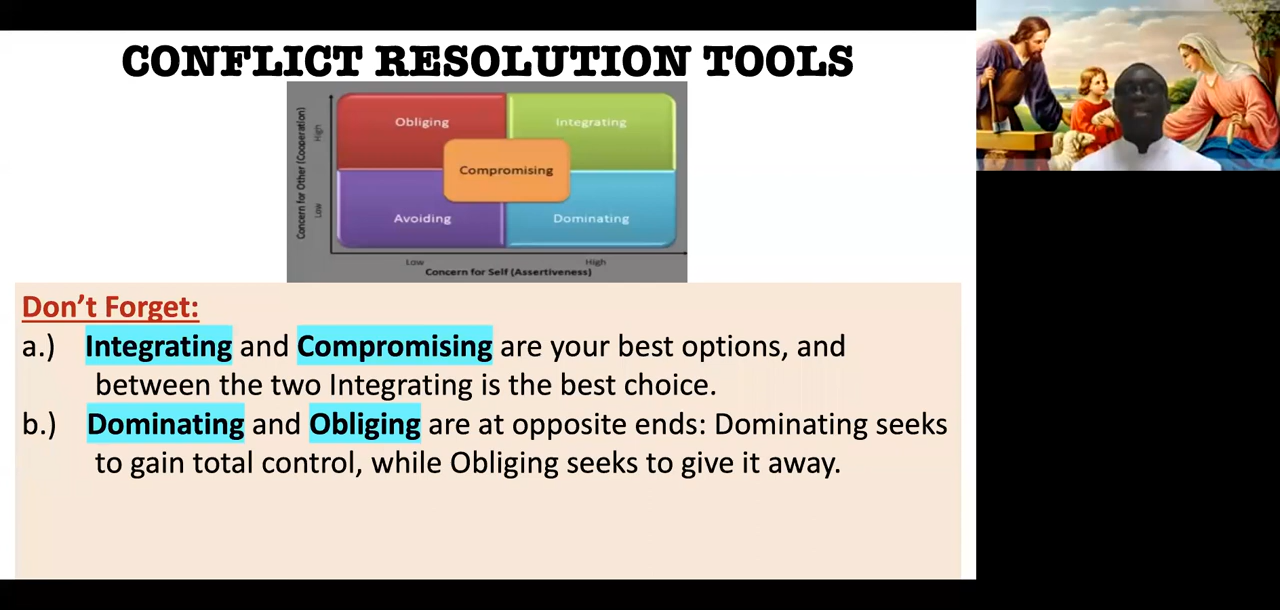 CONFLICT RESOLUTION TOOLS
Concern for Other (Cooperation)
High
Low
Obliging
Integrating
Compromising
Avoiding
Dominating
Low
High
Concern for Self (Assertiveness)
Don’t Forget:
a.) Integrating and Compromising are your best options, and
between the two Integrating is the best choice.
b.) Dominating and Obliging are at opposite ends: Dominating seeks
to gain total control, while Obliging seeks to give it away.